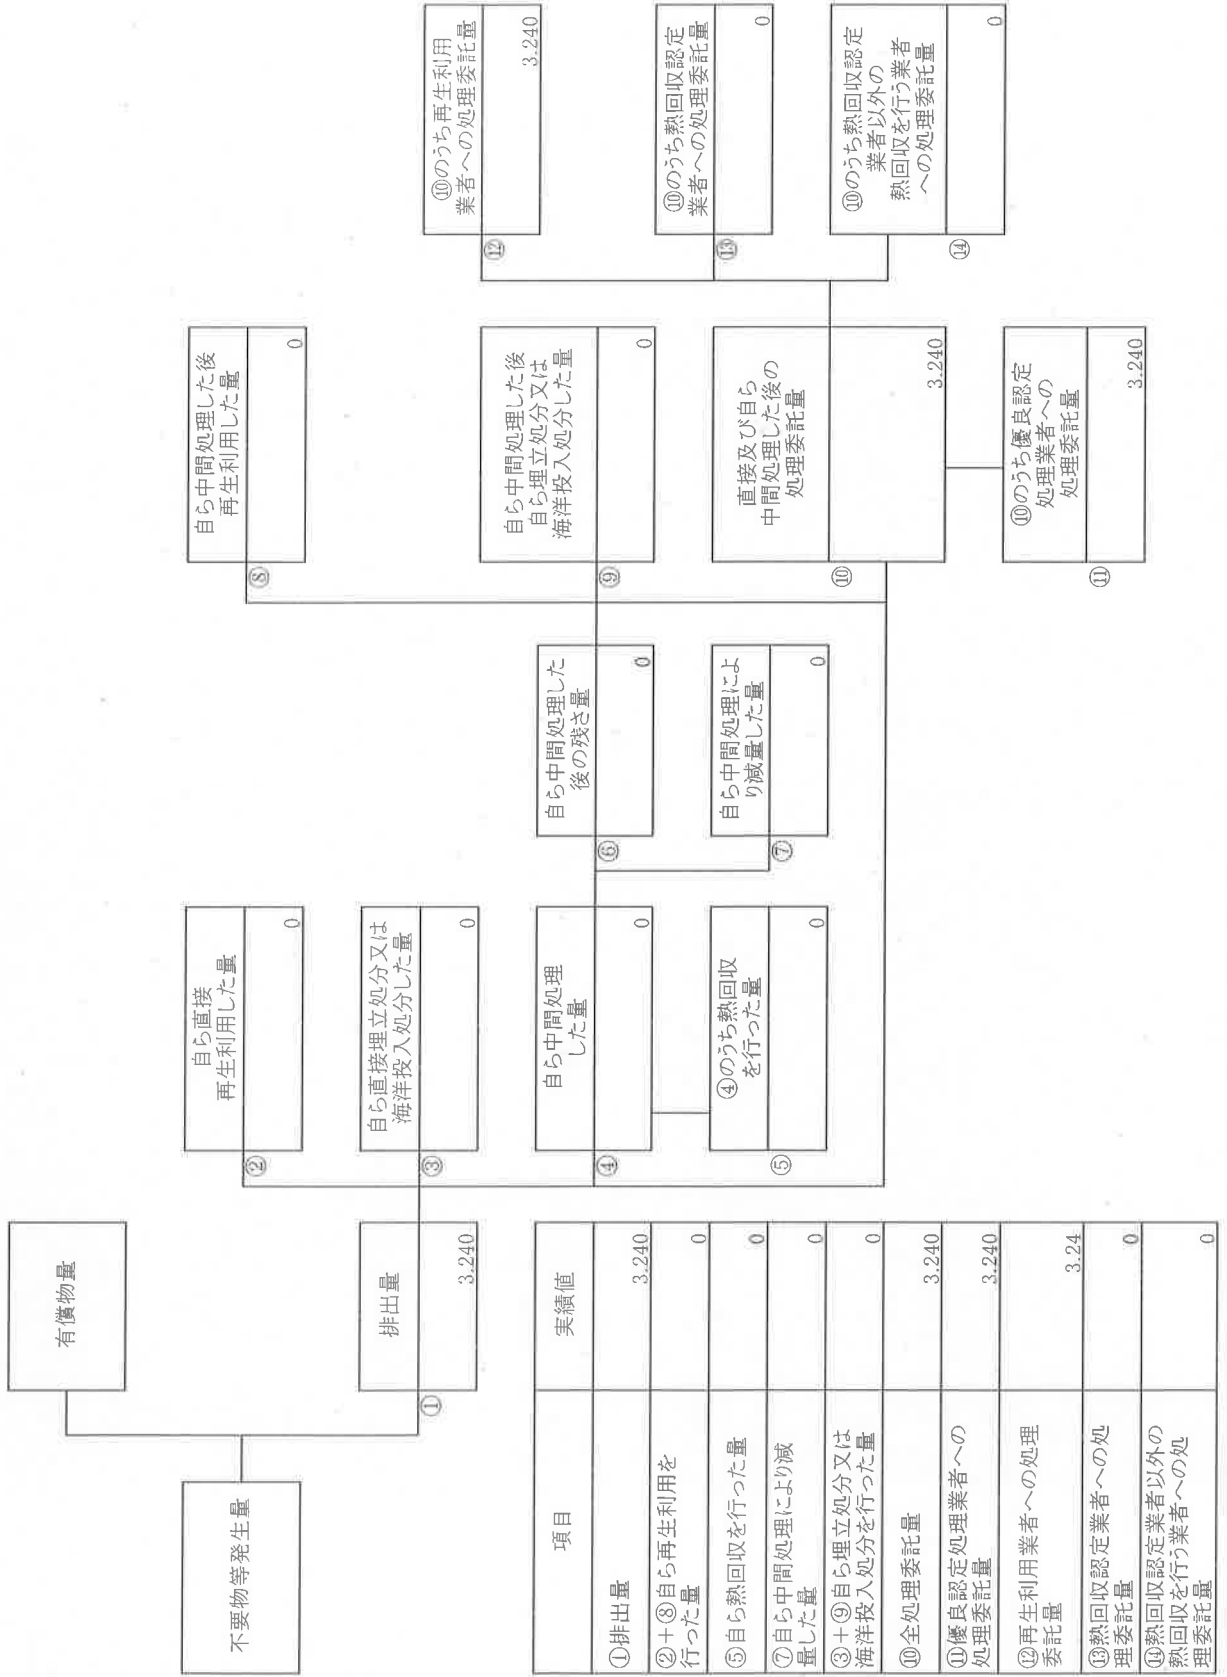 有償物量
不要物等発生量
排出量
①
3.240
自ら直接
再生利用した量
②
0
自ら直接埋立処分又は
海洋投入処分した量
③
0
自ら中間処理
した量
④
0
④のうち熱回収
を行った量
⑤
0
自ら中間処理した
後の残さ量
⑥
0
自ら中間処理によ
り減量した量
⑦
0
自ら中間処理した後
再生利用した量
⑧
0
自ら中間処理した後
自ら埋立処分又は
海洋投入処分した量
⑨
0
直接及び自ら
中間処理した後の
処理委託量
⑩
3.240
⑩のうち優良認定
処理業者への
処理委託量
⑪
3.240
⑩のうち再生利用
業者への処理委託量
⑫
3.240
⑩のうち熱回収認定
業者への処理委託量
⑬
0
⑩のうち熱回収認定
業者以外の
熱回収を行う業者
への処理委託量
⑭
0
項目 実績値
①排出量 3.240
②+⑧自ら再生利用を
行った量 0
⑤自ら熱回収を行った量 0
⑦自ら中間処理により減
量した量 0
③+⑨自ら埋立処分又は
海洋投入処分を行った量 0
⑩全処理委託量 3.240
⑪優良認定処理業者への
処理委託量 3.240
⑫再生利用業者への処理
委託量 3.24
⑬熱回収認定業者への処
理委託量 0
⑭熱回収認定業者以外の
熱回収を行う業者への処
理委託量 0